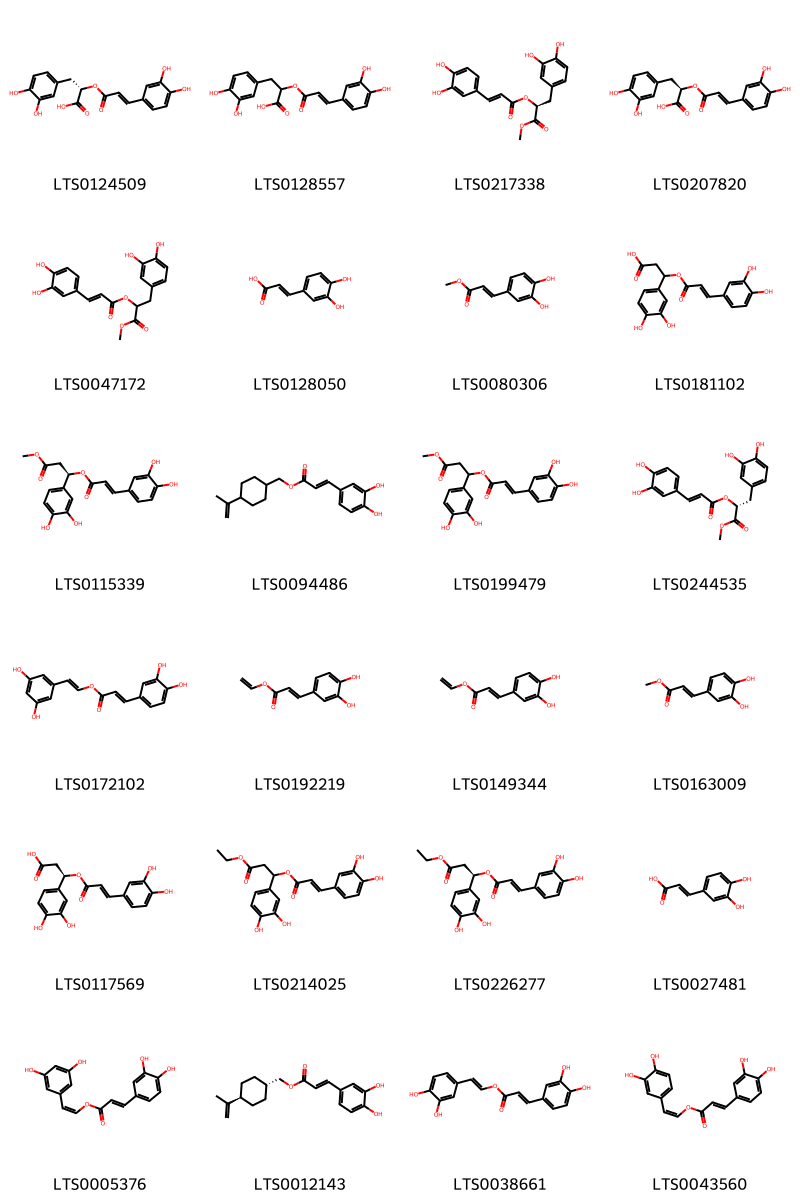 LTS0124509 LTS0128557 LTS0217338 LTS0207820
LTS0047172 LTS0128050 LTS0080306 LTS0181102
LTS0115339 LTS0094486 LTS0199479 LTS0244535
LTS0172102 LTS0192219 LTS0149344 LTS0163009
LTS0117569 LTS0214025 LTS0226277 LTS0027481
LTS0005376 LTS0012143 LTS0038661 LTS0043560